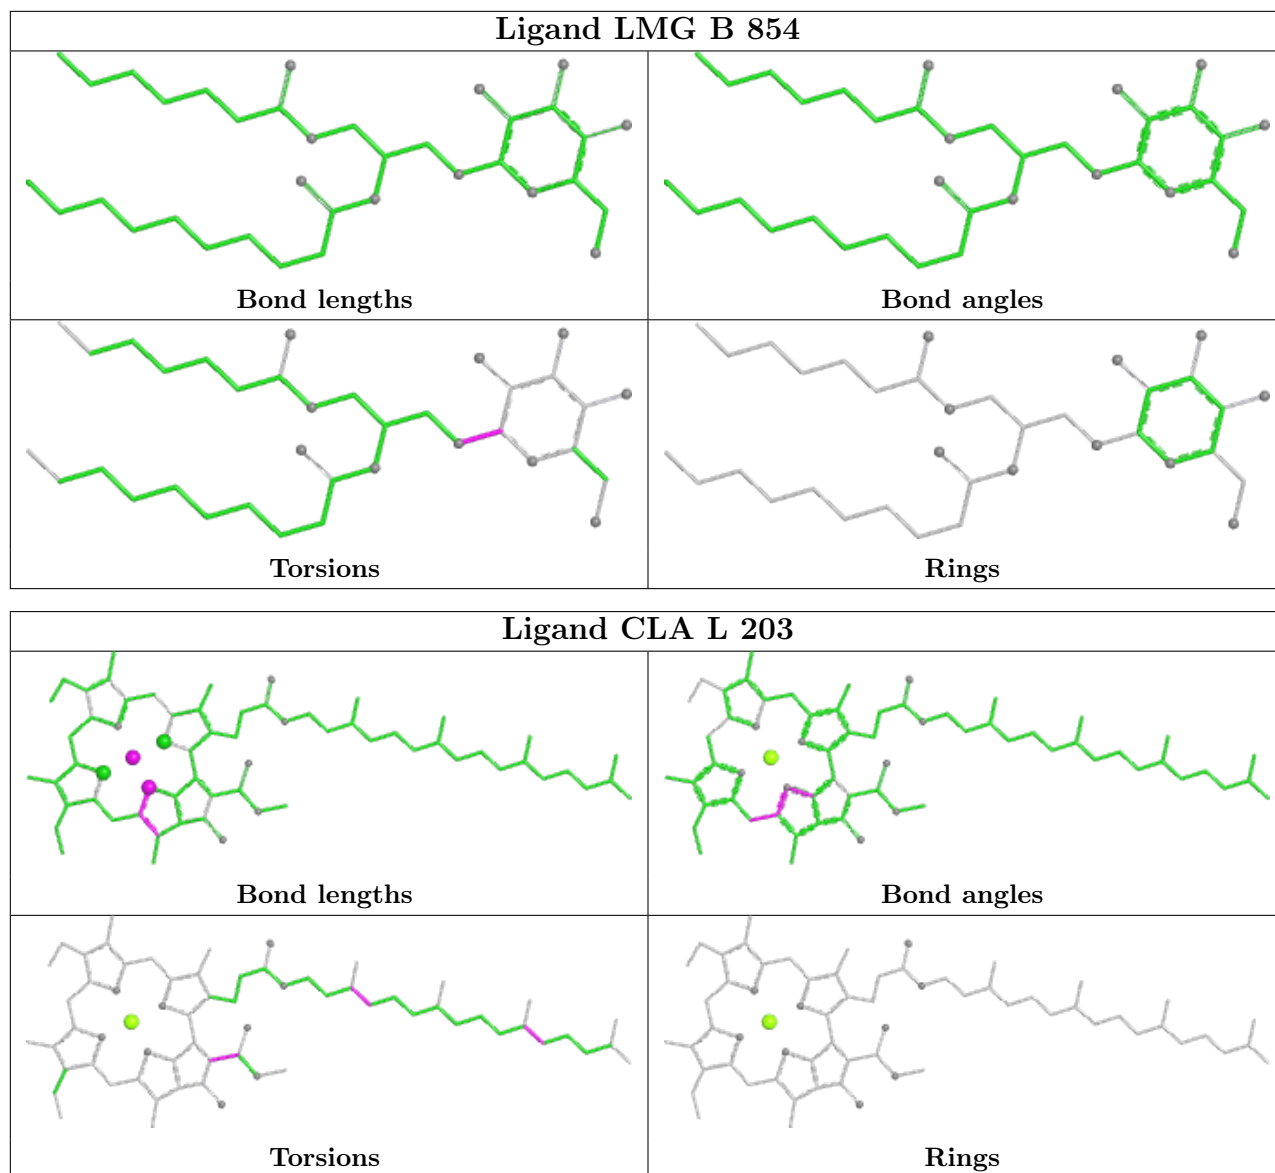 Ligand LMG B 854
Bond lengths
Bond angles
Torsions
Rings
Ligand CLA L 203
Bond lengths
Bond angles
Torsions
Rings